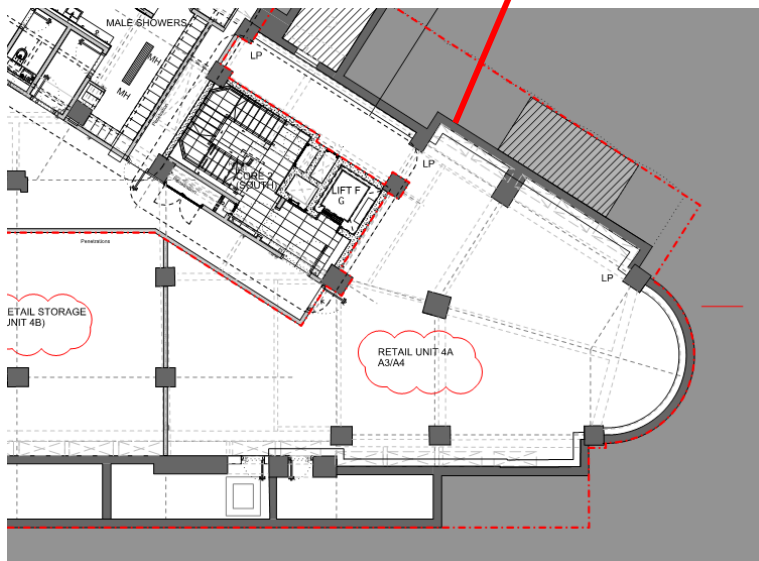 MALE SHOWERS
LP
MH
MH
LP
CORE 2
(SOUTH)
LIFT F
G
Penetrations
LP
ETAIL STORAGE
UNIT 4B)
RETAIL UNIT 4A
A3/A4